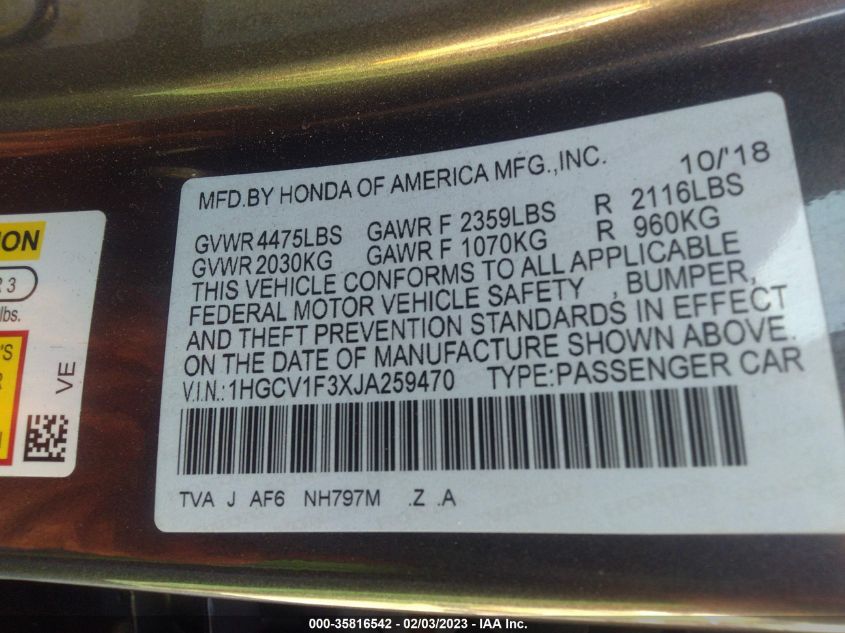 MFD.BY HONDA OF AMERICA MFG.,INC. 10/'18
GVWR 4475LBS GAWR F 2359LBS R 2116LBS
GVWR 2030KG GAWR F 1070KG R 960KG
THIS VEHICLE CONFORMS TO ALL APPLICABLE
FEDERAL MOTOR VEHICLE SAFETY , BUMPER,
AND THEFT PREVENTION STANDARDS IN EFFECT
ON THE DATE OF MANUFACTURE SHOWN ABOVE.
V.I.N.:1HGCV1F3XJA259470 TYPE:PASSENGER CAR
TVA J AF6 NH797M .Z .A
3
lbs.
VE
000-35816542 - 02/03/2023 - IAA Inc.